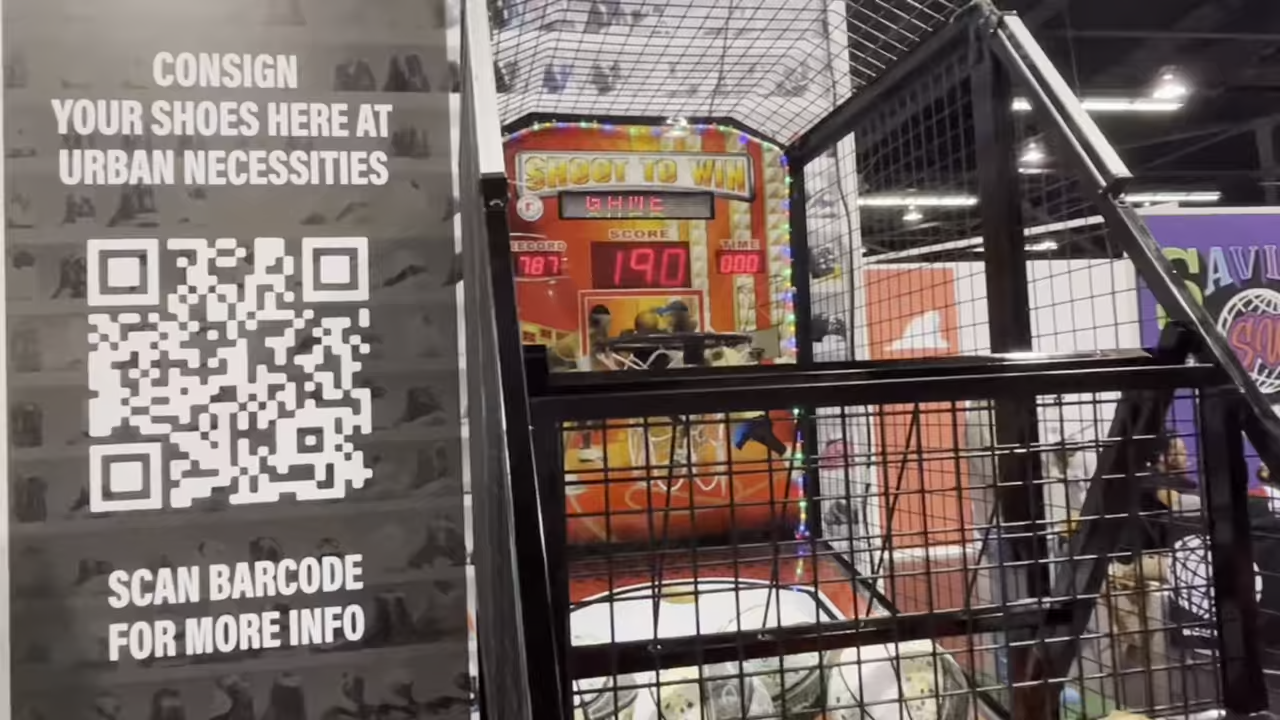 CONSIGN
YOUR SHOES HERE AT
URBAN NECESSITIES
SCAN BARCODE
FOR MORE INFO
SHOOT TO WIN
GAME
SCORE
RECORD
TIME
787
190
000